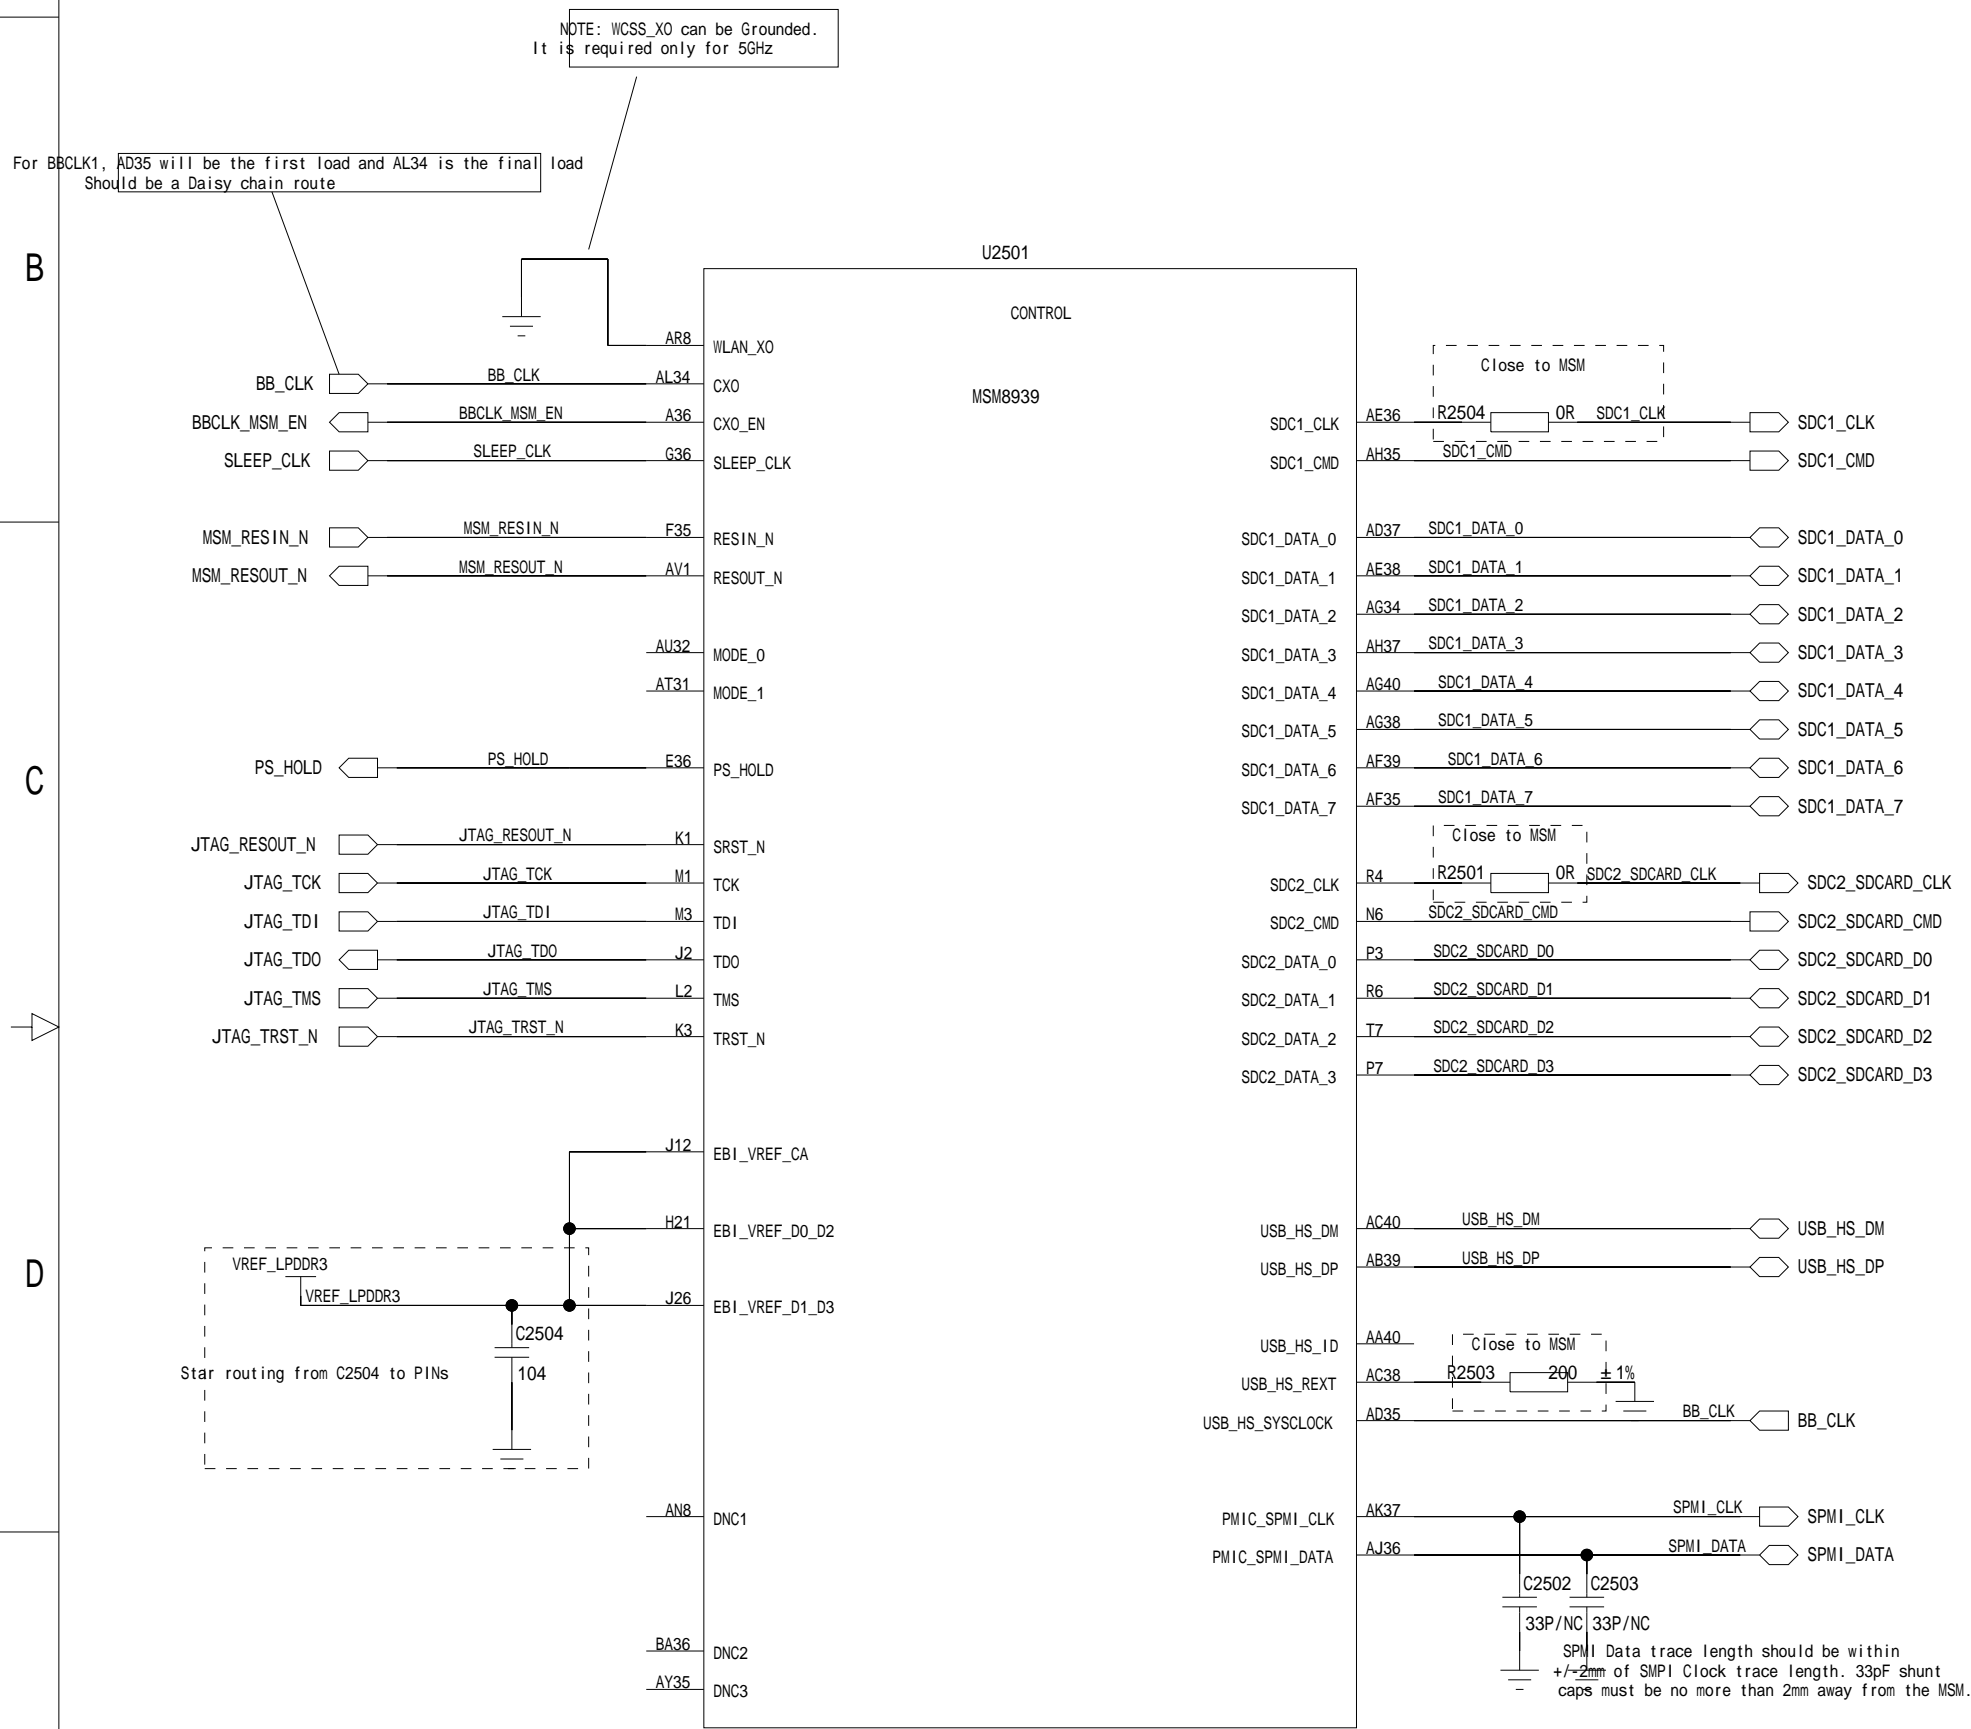 NOTE: WCSS_XO can be Grounded.
It is required only for 5GHz
For BBCLK1, AD35 will be the first load and AL34 is the final load
Should be a Daisy chain route
B
C
D
U2501
CONTROL
MSM8939
AR8 WLAN_XO
BB_CLK BB_CLK AL34 CXO
BBCLK_MSM_EN BBCLK_MSM_EN A36 CXO_EN
SLEEP_CLK SLEEP_CLK G36 SLEEP_CLK
MSM_RESIN_N MSM_RESIN_N F35 RESIN_N
MSM_RESOUT_N MSM_RESOUT_N AV1 RESOUT_N
AU32 MODE_0
AT31 MODE_1
PS_HOLD PS_HOLD E36 PS_HOLD
JTAG_RESOUT_N JTAG_RESOUT_N K1 SRST_N
JTAG_TCK JTAG_TCK M1 TCK
JTAG_TDI JTAG_TDI M3 TDI
JTAG_TDO JTAG_TDO J2 TDO
JTAG_TMS JTAG_TMS L2 TMS
JTAG_TRST_N JTAG_TRST_N K3 TRST_N
J12 EBI_VREF_CA
H21 EBI_VREF_D0_D2
VREF_LPDDR3
VREF_LPDDR3 J26 EBI_VREF_D1_D3
C2504
104
Star routing from C2504 to PINs
AN8 DNC1
BA36 DNC2
AY35 DNC3
Close to MSM
SDC1_CLK AE36 R2504 0R SDC1_CLK SDC1_CLK
SDC1_CMD AH35 SDC1_CMD SDC1_CMD
SDC1_DATA_0 AD37 SDC1_DATA_0 SDC1_DATA_0
SDC1_DATA_1 AE38 SDC1_DATA_1 SDC1_DATA_1
SDC1_DATA_2 AG34 SDC1_DATA_2 SDC1_DATA_2
SDC1_DATA_3 AH37 SDC1_DATA_3 SDC1_DATA_3
SDC1_DATA_4 AG40 SDC1_DATA_4 SDC1_DATA_4
SDC1_DATA_5 AG38 SDC1_DATA_5 SDC1_DATA_5
SDC1_DATA_6 AF39 SDC1_DATA_6 SDC1_DATA_6
SDC1_DATA_7 AF35 SDC1_DATA_7 SDC1_DATA_7
Close to MSM
SDC2_CLK R4 R2501 0R SDC2_SDCARD_CLK SDC2_SDCARD_CLK
SDC2_CMD N6 SDC2_SDCARD_CMD SDC2_SDCARD_CMD
SDC2_DATA_0 P3 SDC2_SDCARD_D0 SDC2_SDCARD_D0
SDC2_DATA_1 R6 SDC2_SDCARD_D1 SDC2_SDCARD_D1
SDC2_DATA_2 T7 SDC2_SDCARD_D2 SDC2_SDCARD_D2
SDC2_DATA_3 P7 SDC2_SDCARD_D3 SDC2_SDCARD_D3
USB_HS_DM AC40 USB_HS_DM USB_HS_DM
USB_HS_DP AB39 USB_HS_DP USB_HS_DP
USB_HS_ID AA40
Close to MSM
USB_HS_REXT AC38 R2503 200 ±1%
USB_HS_SYSCLOCK AD35 BB_CLK BB_CLK
PMIC_SPMI_CLK AK37 SPMI_CLK SPMI_CLK
PMIC_SPMI_DATA AJ36 SPMI_DATA SPMI_DATA
C2502 C2503
33P/NC 33P/NC
SPMI Data trace length should be within
+/-2mm of SMPI Clock trace length. 33pF shunt
caps must be no more than 2mm away from the MSM.